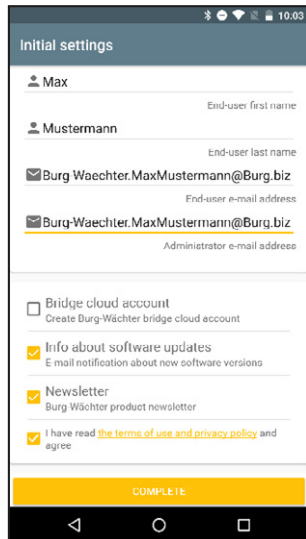 10:03
Initial settings
Max
End-user first name
Mustermann
End-user last name
Burg-Waechter.MaxMustermann@Burg.biz
End-user e-mail address
Burg-Waechter.MaxMustermann@Burg.biz
Administrator e-mail address
Bridge cloud account
Create Burg-Wächter bridge cloud account
Info about software updates
E-mail notification about new software versions
Newsletter
Burg Wächter product newsletter
I have read the terms of use and privacy policy and
agree
COMPLETE